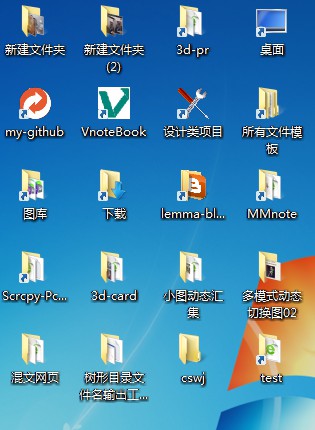 新建文件夹
新建文件夹
(2)
3d-pr
桌面
my-github
VnoteBook
设计类项目
所有文件模
板
图库
下载
lemma-bl...
MMnote
Scrcpy-Pc...
3d-card
小图动态汇
集
多模式动态
切换图02
混文网页
树形目录文
件名输出工...
cswj
test